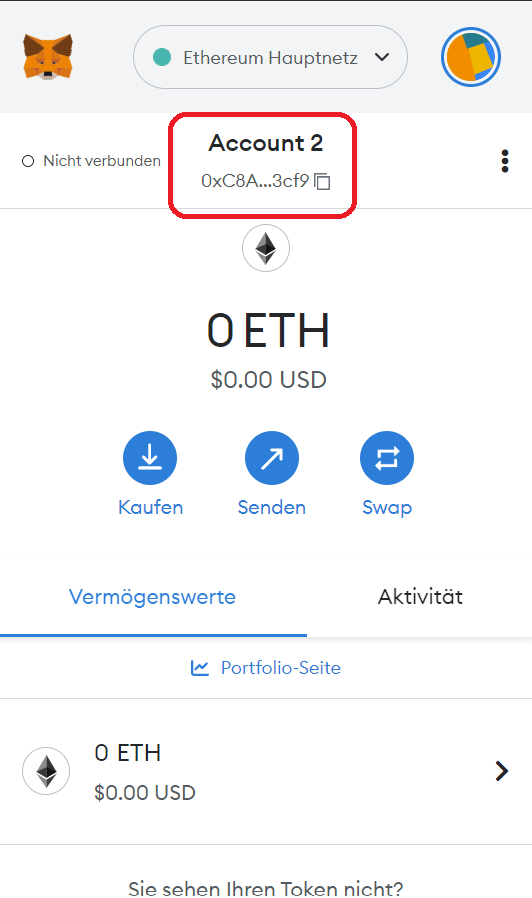 Ethereum Hauptnetz
Nicht verbunden
Account 2
0xC8A...3cf9
0 ETH
$0.00 USD
Kaufen
Senden
Swap
Vermögenswerte
Aktivität
Portfolio-Seite
0 ETH
$0.00 USD
Sie sehen Ihren Token nicht?